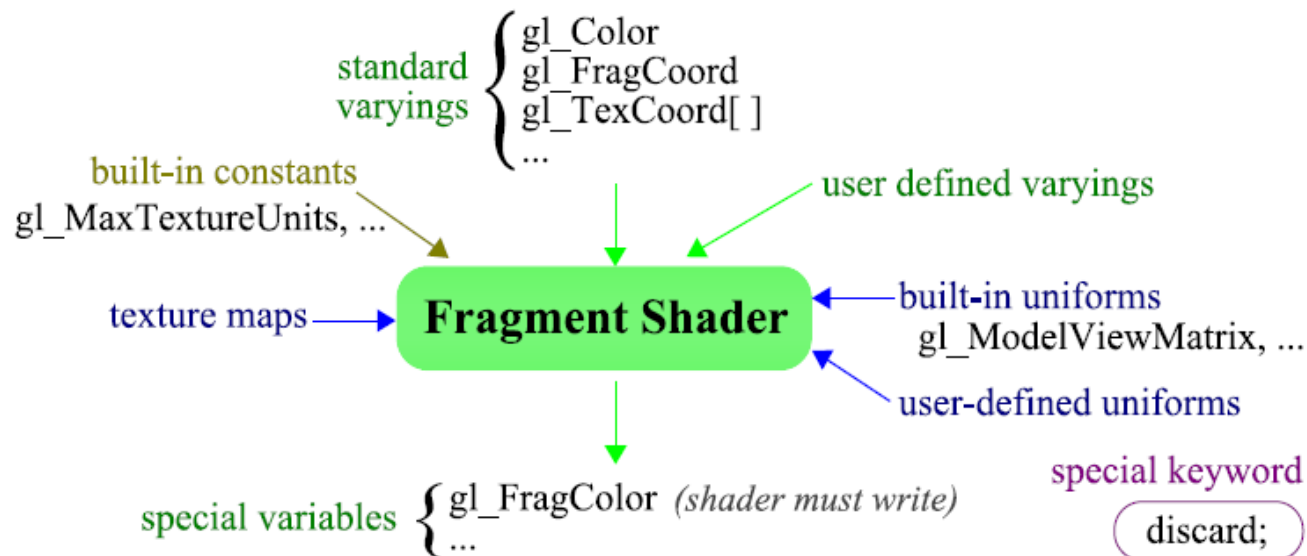 standard
varyings
gl_Color
gl_FragCoord
gl_TexCoord[ ]
...
built-in constants
gl_MaxTextureUnits, ...
user defined varyings
texture maps
Fragment Shader
built-in uniforms
gl_ModelViewMatrix, ...
user-defined uniforms
special variables
gl_FragColor (shader must write)
...
special keyword
discard;